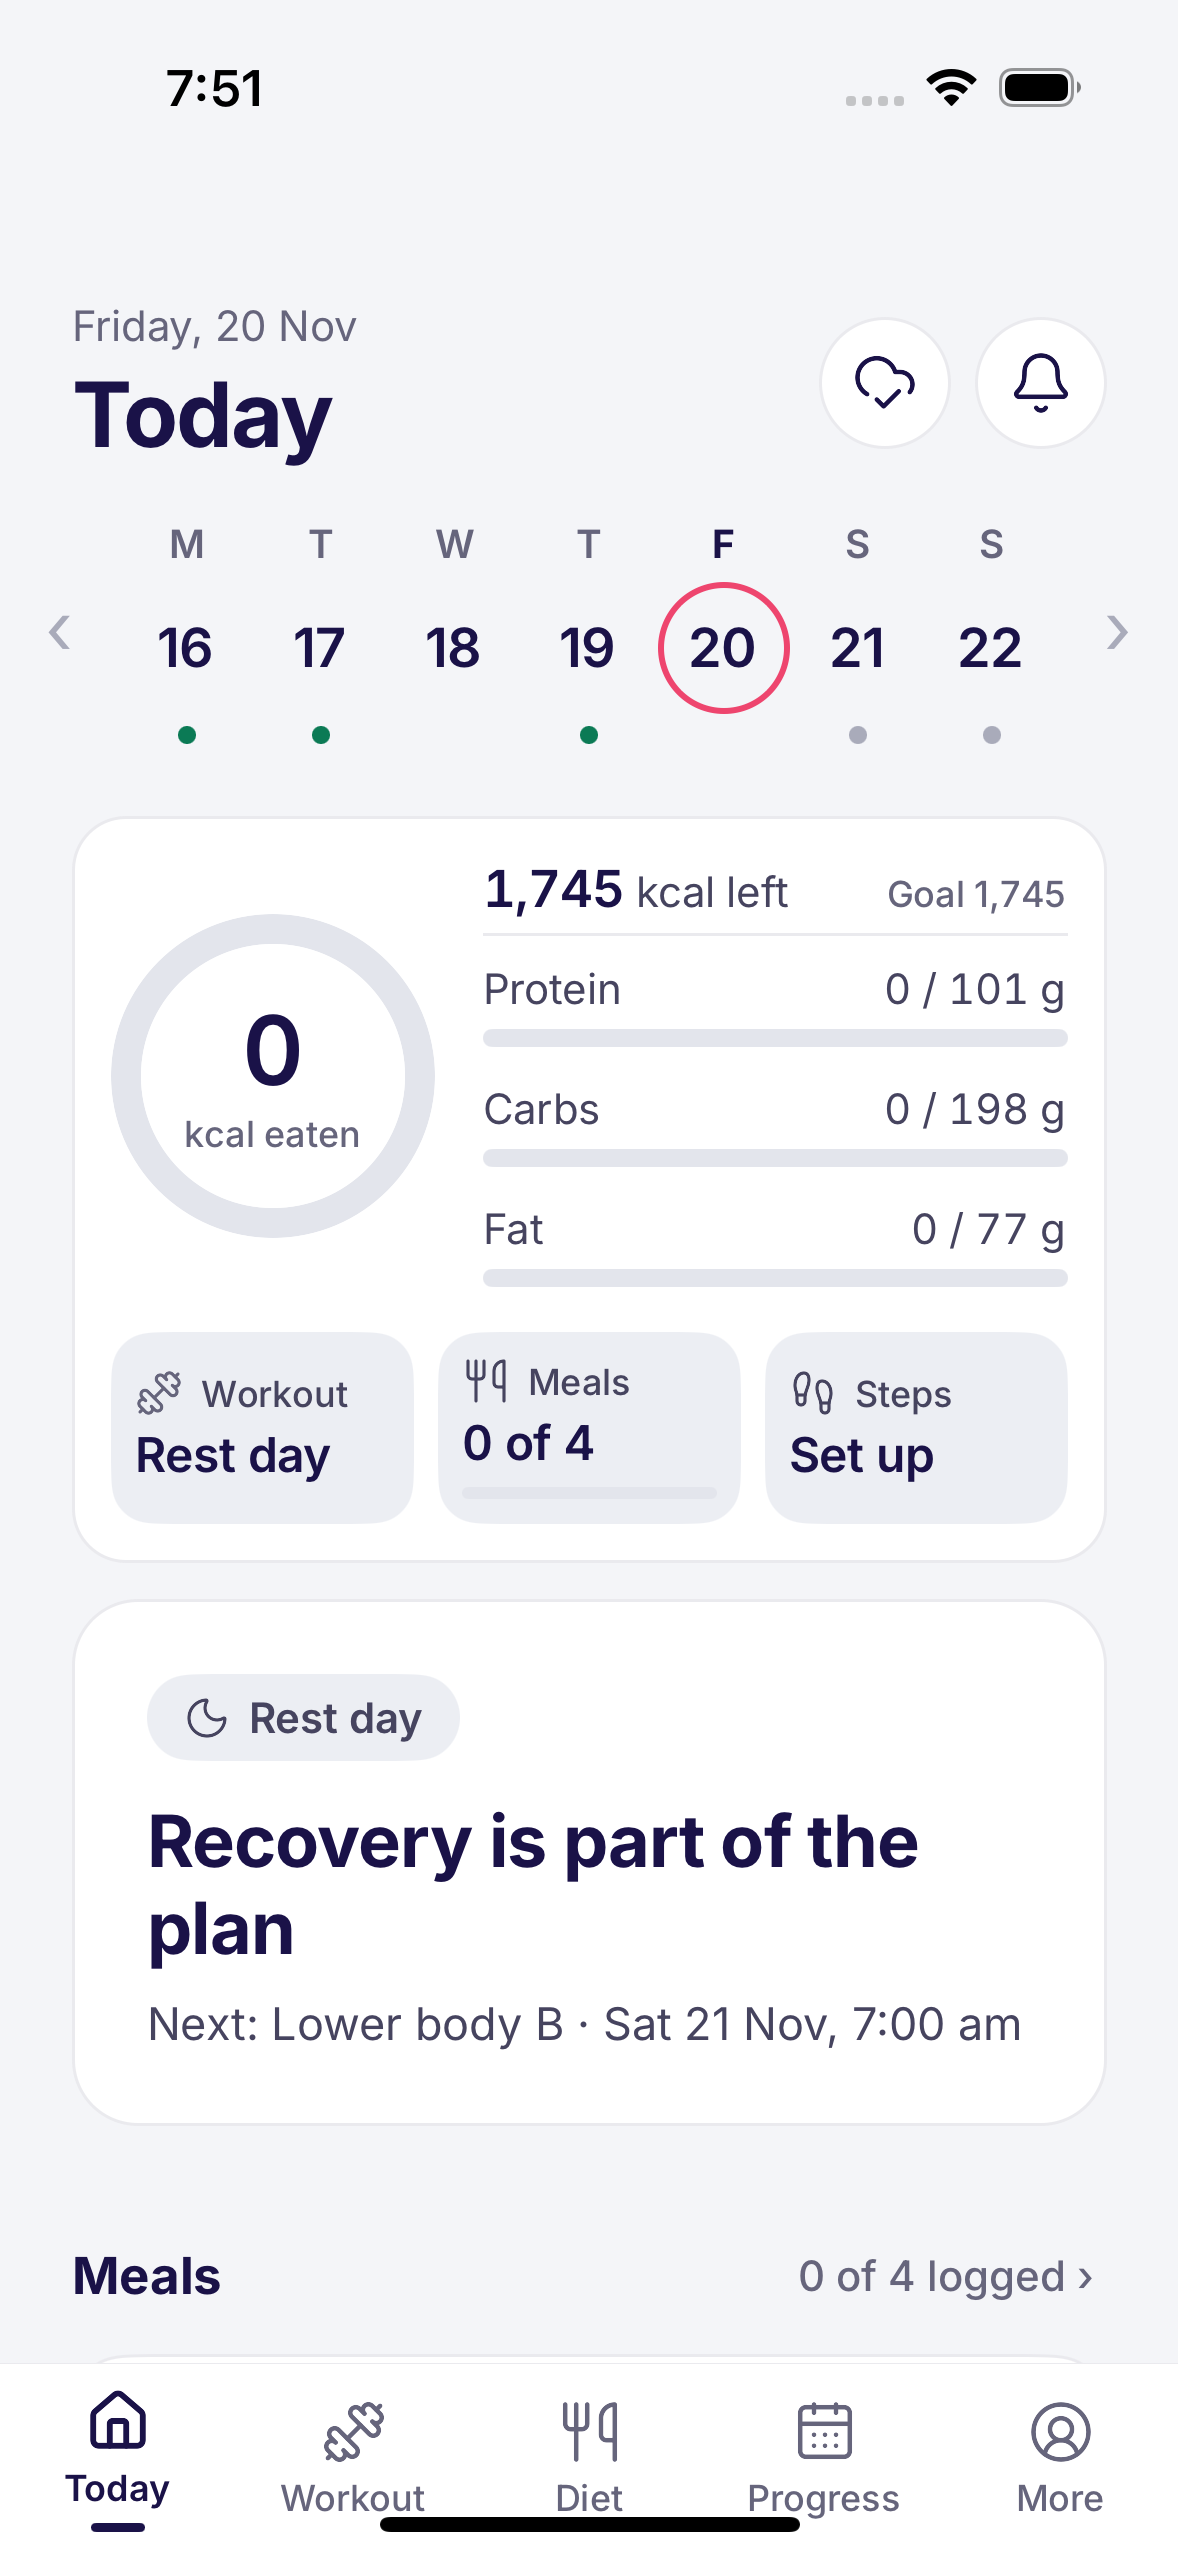 7:51
Friday, 20 Nov
Today
M T W T F S S
‹ 16 17 18 19 20 21 22 ›
1,745 kcal left Goal 1,745
0
kcal eaten
Protein 0 / 101 g
Carbs 0 / 198 g
Fat 0 / 77 g
Workout
Rest day
Meals
0 of 4
Steps
Set up
Rest day
Recovery is part of the
plan
Next: Lower body B · Sat 21 Nov, 7:00 am
Meals 0 of 4 logged ›
Today Workout Diet Progress More